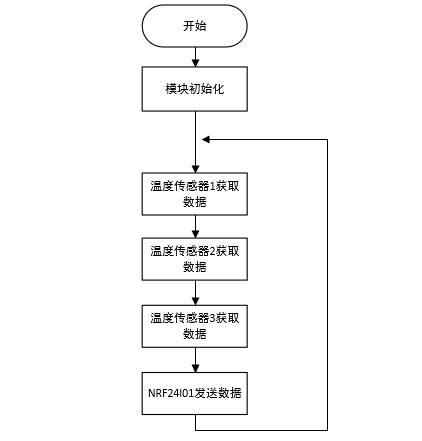 开始
模块初始化
温度传感器1获取
数据
温度传感器2获取
数据
温度传感器3获取
数据
NRF24l01发送数据